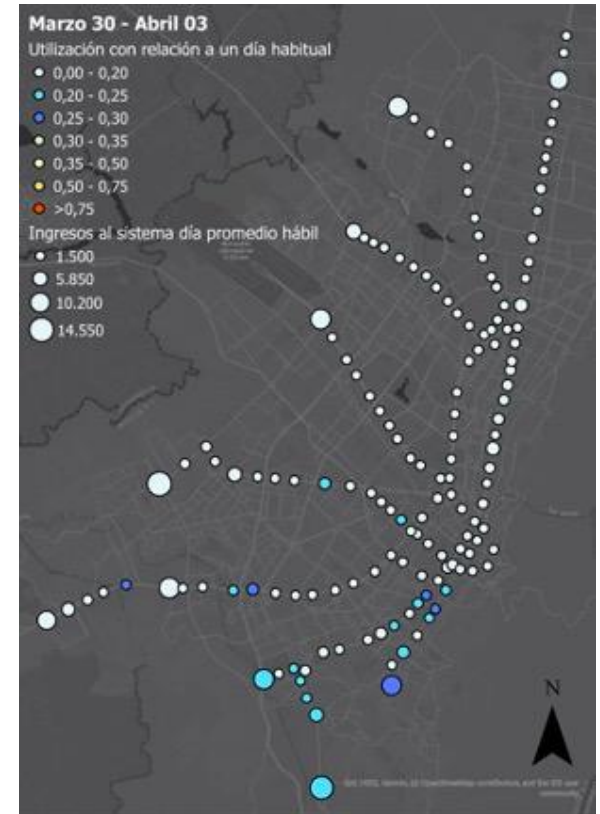 Marzo 30 - Abril 03
Utilización con relación a un día habitual
0,00 - 0,20
0,20 - 0,25
0,25 - 0,30
0,30 - 0,35
0,35 - 0,50
0,50 - 0,75
>0,75
Ingresos al sistema día promedio hábil
1.500
5.850
10.200
14.550
N